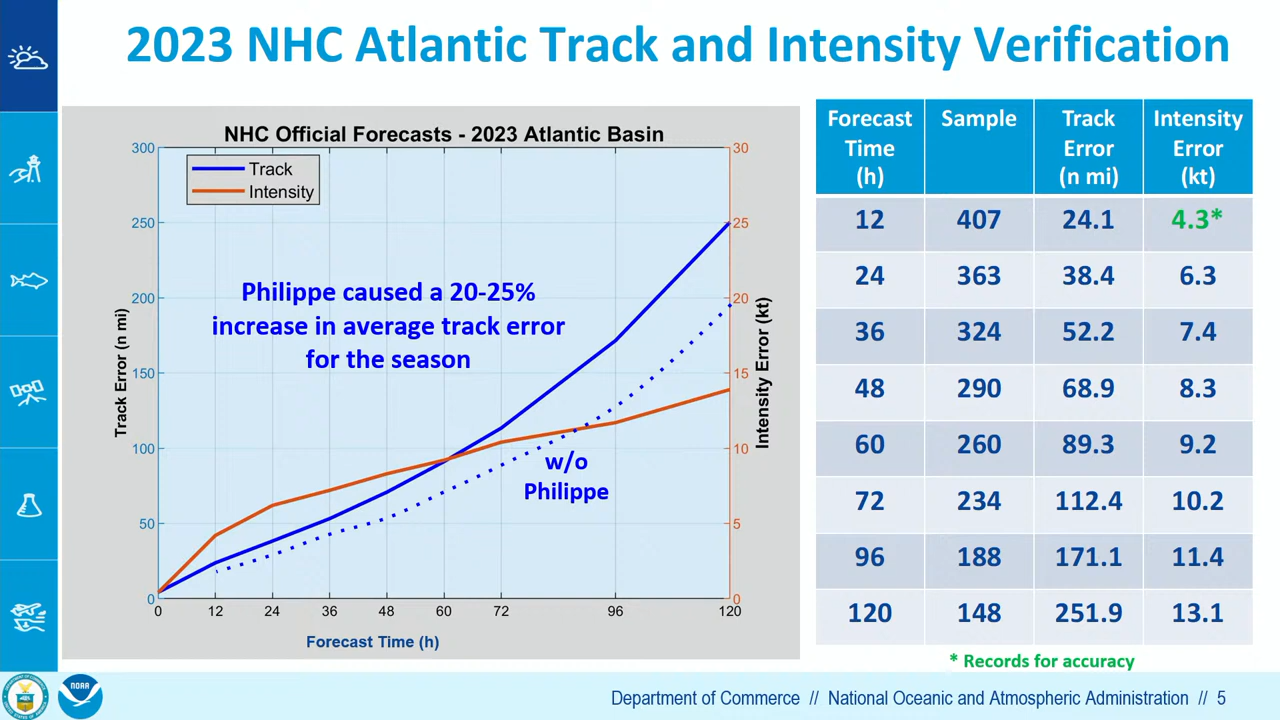 2023 NHC Atlantic Track and Intensity Verification
NHC Official Forecasts - 2023 Atlantic Basin
Track
Intensity
300
250
200
150
100
50
0
Track Error (n mi)
Philippe caused a 20-25%
increase in average track error
for the season
w/o
Philippe
30
25
20
15
10
5
0
Intensity Error (kt)
0 12 24 36 48 60 72 96 120
Forecast Time (h)
Forecast Time (h) Sample Track Error (n mi) Intensity Error (kt)
12 407 24.1 4.3*
24 363 38.4 6.3
36 324 52.2 7.4
48 290 68.9 8.3
60 260 89.3 9.2
72 234 112.4 10.2
96 188 171.1 11.4
120 148 251.9 13.1
* Records for accuracy
NOAA
Department of Commerce // National Oceanic and Atmospheric Administration // 5